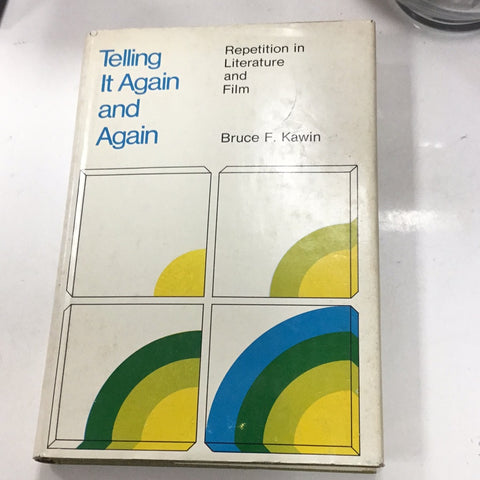 Telling
It Again
and
Again
Repetition in
Literature
and
Film
Bruce F. Kawin